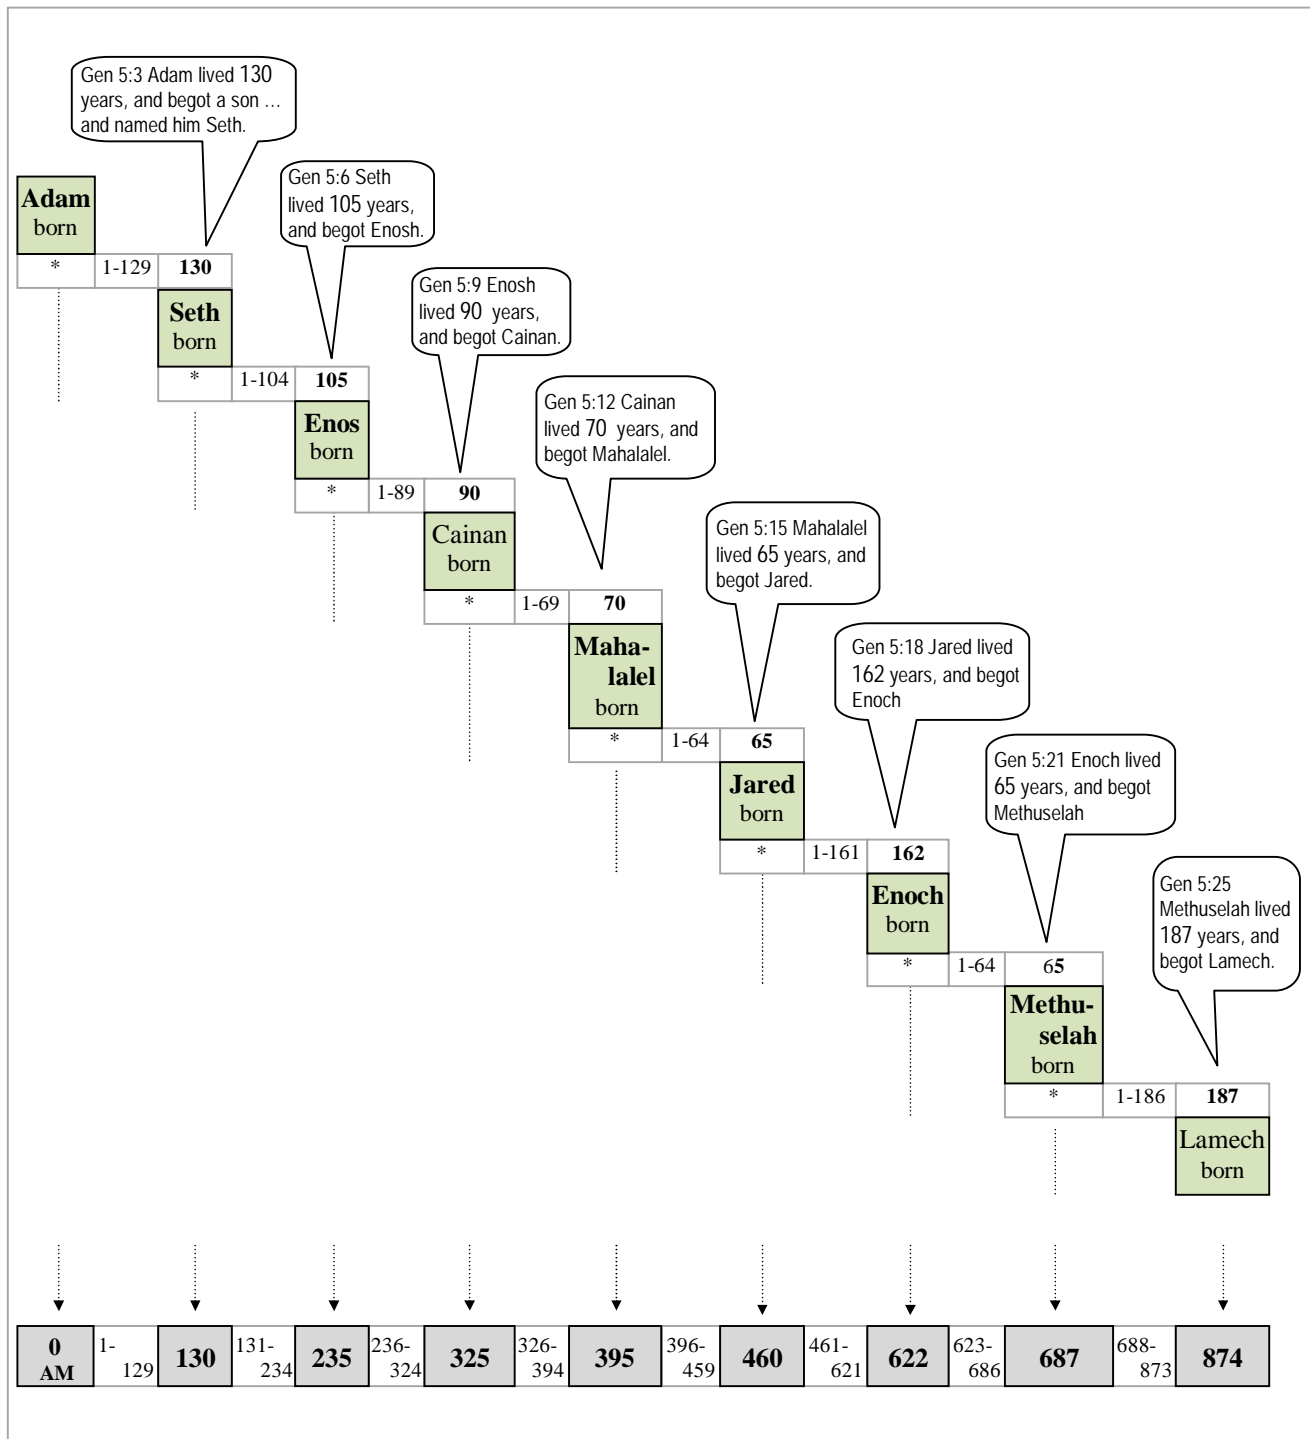 Gen 5:3 Adam lived 130
years, and begot a son …
and named him Seth.
Adam
born
* 1-129 130
Gen 5:6 Seth
lived 105 years,
and begot Enosh.
Seth
born
* 1-104 105
Gen 5:9 Enosh
lived 90 years,
and begot Cainan.
Enos
born
* 1-89 90
Gen 5:12 Cainan
lived 70 years, and
begot Mahalalel.
Cainan
born
* 1-69 70
Gen 5:15 Mahalalel
lived 65 years, and
begot Jared.
Maha-
lalel
born
* 1-64 65
Gen 5:18 Jared lived
162 years, and begot
Enoch
Jared
born
* 1-161 162
Gen 5:21 Enoch lived
65 years, and begot
Methuselah
Enoch
born
* 1-64 65
Gen 5:25
Methuselah lived
187 years, and
begot Lamech.
Methu-
selah
born
* 1-186 187
Lamech
born
0
AM
1-
129
130
131-
234
235
236-
324
325
326-
394
395
396-
459
460
461-
621
622
623-
686
687
688-
873
874